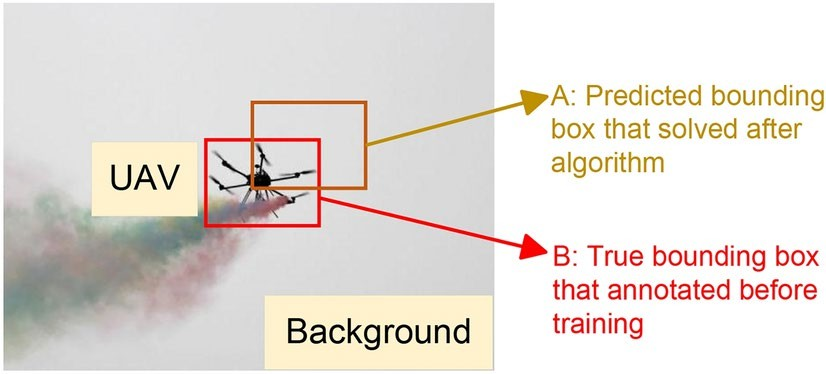 UAV
Background
A: Predicted bounding
box that solved after
algorithm
B: True bounding box
that annotated before
training